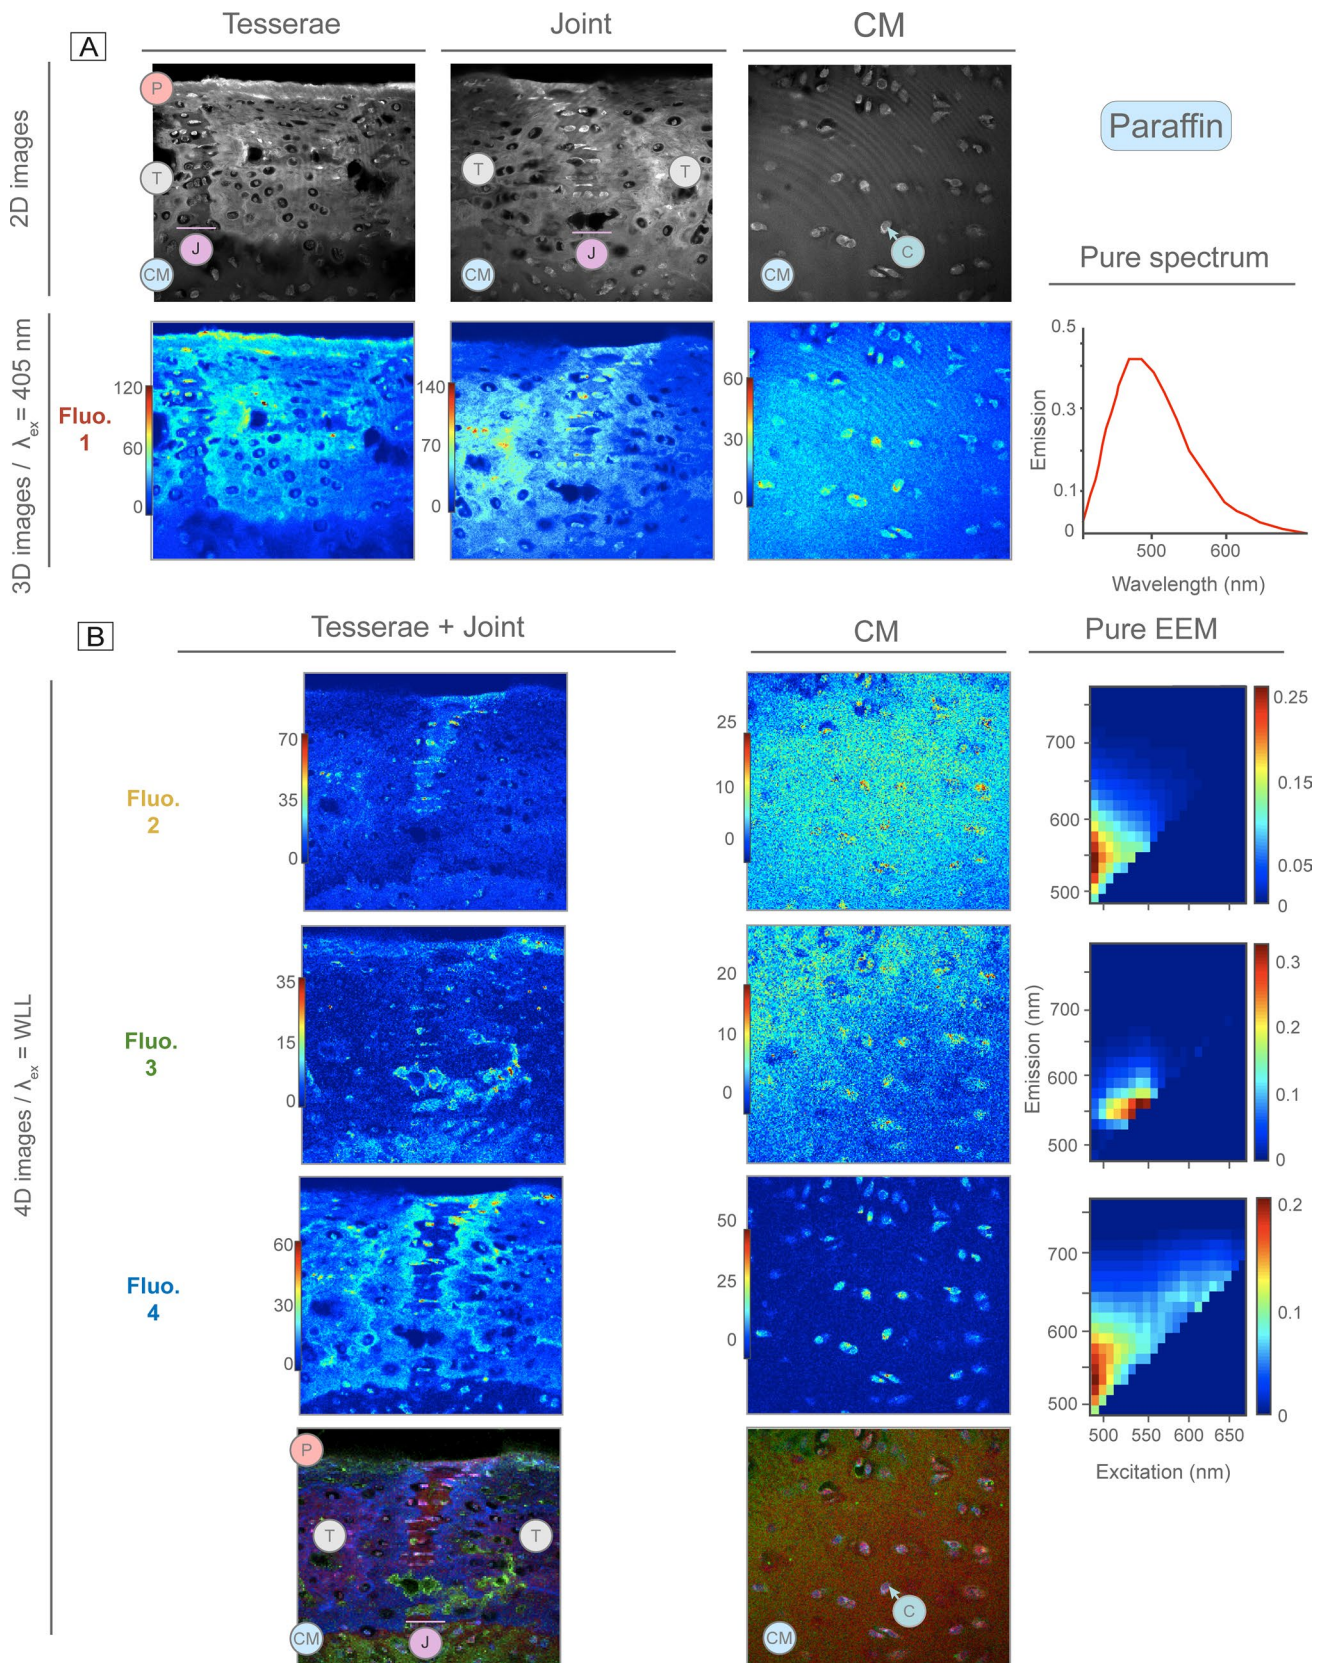 A
Tesserae
Joint
CM
2D images
P
T
J
CM
T
T
J
CM
C
CM
Paraffin
Pure spectrum
3D images / λex = 405 nm
Fluo.
1
120
60
0
140
70
0
60
30
0
0.5
0.3
0.1
0
Emission
500
600
Wavelength (nm)
B
Tesserae + Joint
CM
Pure EEM
4D images / λex = WLL
Fluo.
2
70
35
0
25
10
0
700
600
500
0.25
0.15
0.05
0
Fluo.
3
35
15
0
20
10
0
Emission (nm)
700
600
500
0.3
0.2
0.1
0
Fluo.
4
60
30
0
50
25
0
700
600
500
0.2
0.1
0
500
550
600
650
Excitation (nm)
P
T
T
CM
J
C
CM